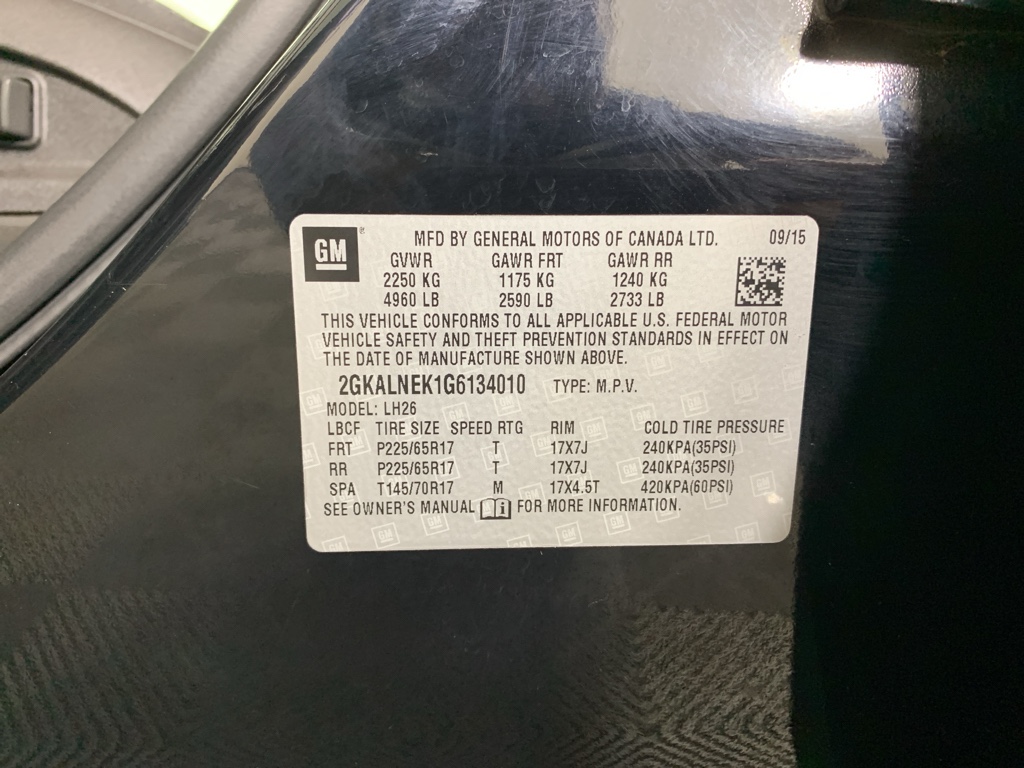 GM® MFD BY GENERAL MOTORS OF CANADA LTD. 09/15
GVWR GAWR FRT GAWR RR
2250 KG 1175 KG 1240 KG
4960 LB 2590 LB 2733 LB
THIS VEHICLE CONFORMS TO ALL APPLICABLE U.S. FEDERAL MOTOR
VEHICLE SAFETY AND THEFT PREVENTION STANDARDS IN EFFECT ON
THE DATE OF MANUFACTURE SHOWN ABOVE.
2GKALNEK1G6134010 TYPE: M.P.V.
MODEL: LH26
LBCF TIRE SIZE SPEED RTG RIM COLD TIRE PRESSURE
FRT P225/65R17 T 17X7J 240KPA(35PSI)
RR P225/65R17 T 17X7J 240KPA(35PSI)
SPA T145/70R17 M 17X4.5T 420KPA(60PSI)
SEE OWNER'S MANUAL i FOR MORE INFORMATION.